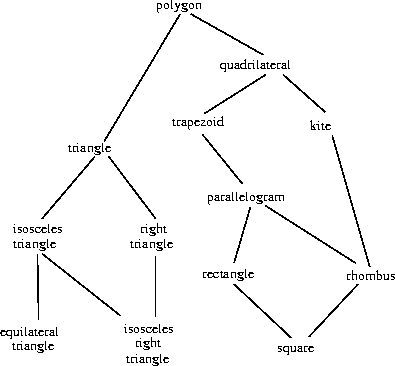 polygon
quadrilateral
trapezoid
kite
triangle
parallelogram
isosceles
triangle
right
triangle
rectangle
rhombus
equilateral
triangle
isosceles
right
triangle
square